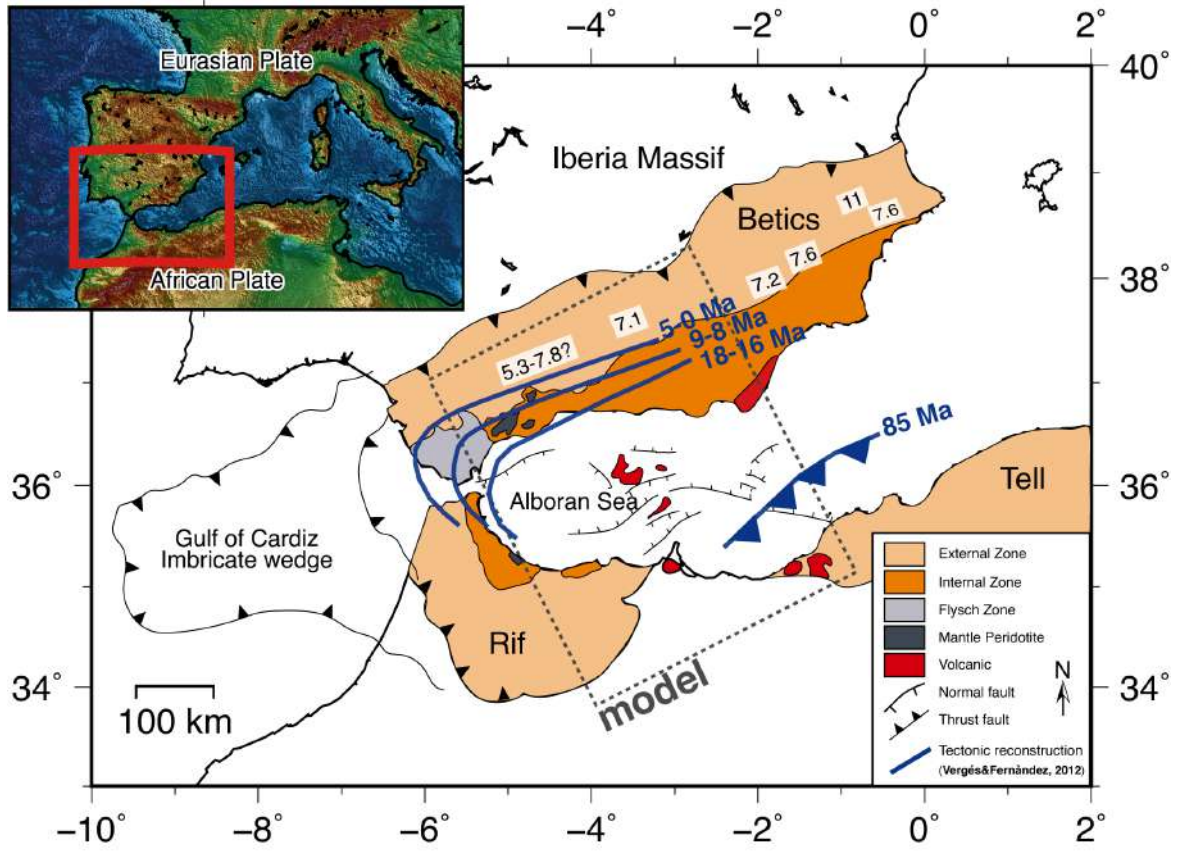 −4° −2° 0° 2°
Eurasian Plate
African Plate
40°
38°
36° 36°
34° 34°
Iberia Massif
Betics
11
7.6
7.6
7.2
7.1
5.3-7.8?
5-0 Ma
9-8 Ma
18-16 Ma
85 Ma
Alboran Sea
Tell
Gulf of Cardiz
Imbricate wedge
Rif
model
100 km
External Zone
Internal Zone
Flysch Zone
Mantle Peridotite
Volcanic
N
Normal fault
Thrust fault
Tectonic reconstruction
(Vergés&Fernàndez, 2012)
−10° −8° −6° −4° −2° 0° 2°